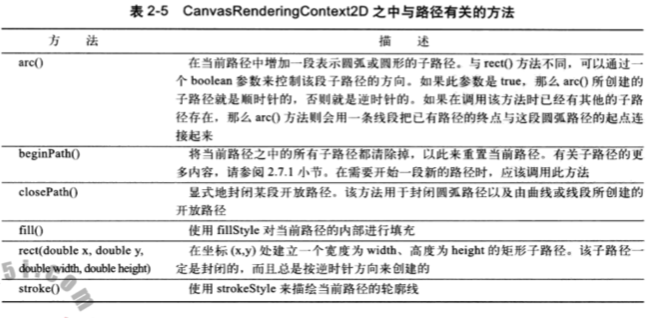 表 2-5 CanvasRenderingContext2D 之中与路径有关的方法
方 法 描 述
arc() 在当前路径中增加一段表示圆弧或圆形的子路径。与rect()方法不同，可以通过一
个 boolean 参数来控制该段子路径的方向。如果此参数是 true，那么 arc()所创建的
子路径就是顺时针的，否则就是逆时针的。如果在调用该方法时已经有其他的子路
径存在，那么 arc()方法则会用一条线段把已有路径的终点与这段圆弧路径的起点连
接起来
beginPath() 将当前路径之中的所有子路径都清除掉，以此来重置当前路径。有关子路径的更
多内容，请参阅 2.7.1 小节。在需要开始一段新的路径时，应该调用此方法
closePath() 显式地封闭某段开放路径。该方法用于封闭圆弧路径以及由曲线或线段所创建的
开放路径
fill() 使用 fillStyle 对当前路径的内部进行填充
rect(double x, double y, 在坐标 (x,y) 处建立一个宽度为 width、高度为 height 的矩形子路径。该子路径一
double width, double height) 定是封闭的，而且总是按逆时针方向来创建的
stroke() 使用 strokeStyle 来描绘当前路径的轮廓线